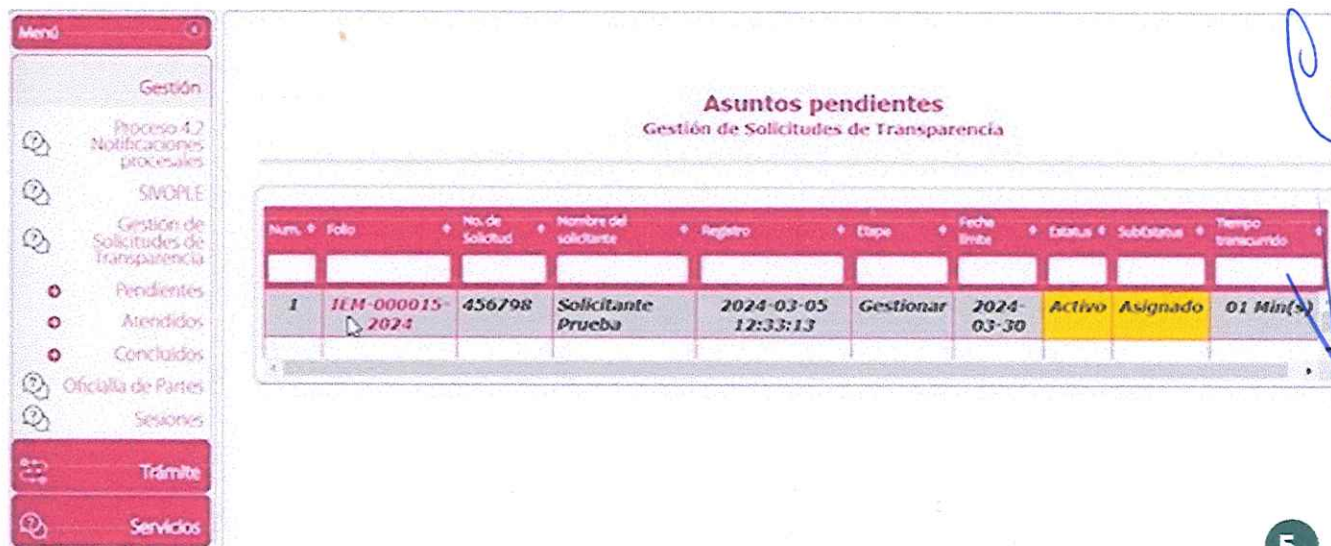 Menú
Gestión
Proceso 4.2
Notificaciones
procesales
SIVOPLE
Gestión de
Solicitudes de
Transparencia
Pendientes
Atendidos
Concluidos
Oficialía de Partes
Sesiones
Trámite
Servicios
Asuntos pendientes
Gestión de Solicitudes de Transparencia
Num. Folio No. de Solicitud Nombre del solicitante Registro Etapa Fecha límite Estatus SubEstatus Tiempo transcurrido
1 IEM-000015-2024 456798 Solicitante Prueba 2024-03-05 12:33:13 Gestionar 2024-03-30 Activo Asignado 01 Min(s)
5